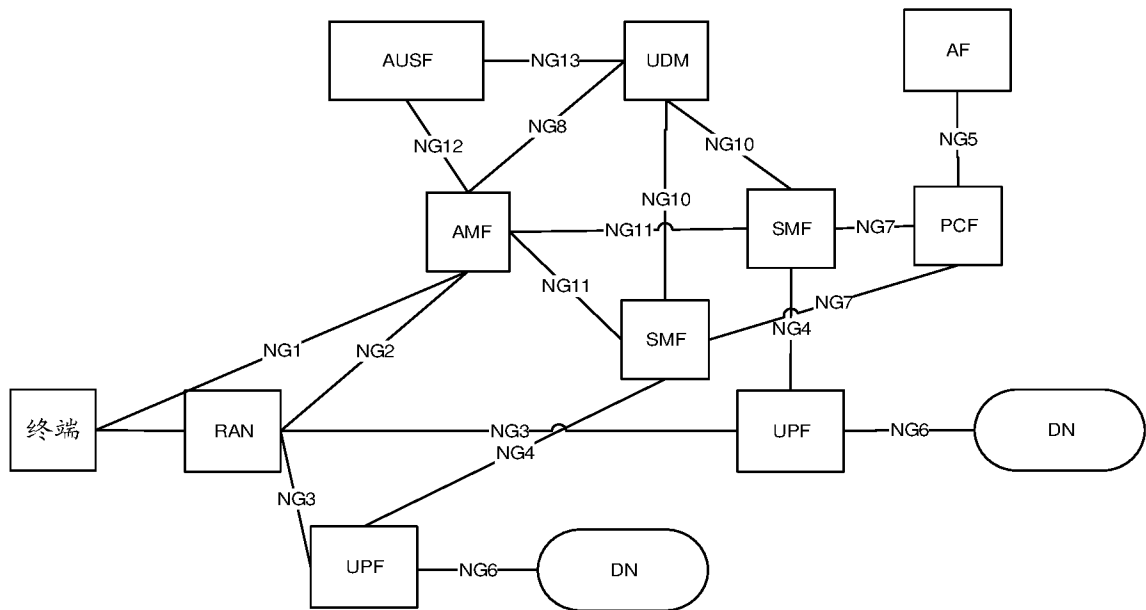 AUSF
NG13
UDM
AF
NG12
NG8
NG10
NG5
NG10
AMF
NG11
SMF
NG7
PCF
NG11
NG7
NG1
NG2
SMF
NG4
终端
RAN
NG3
UPF
NG6
DN
NG4
NG3
UPF
NG6
DN